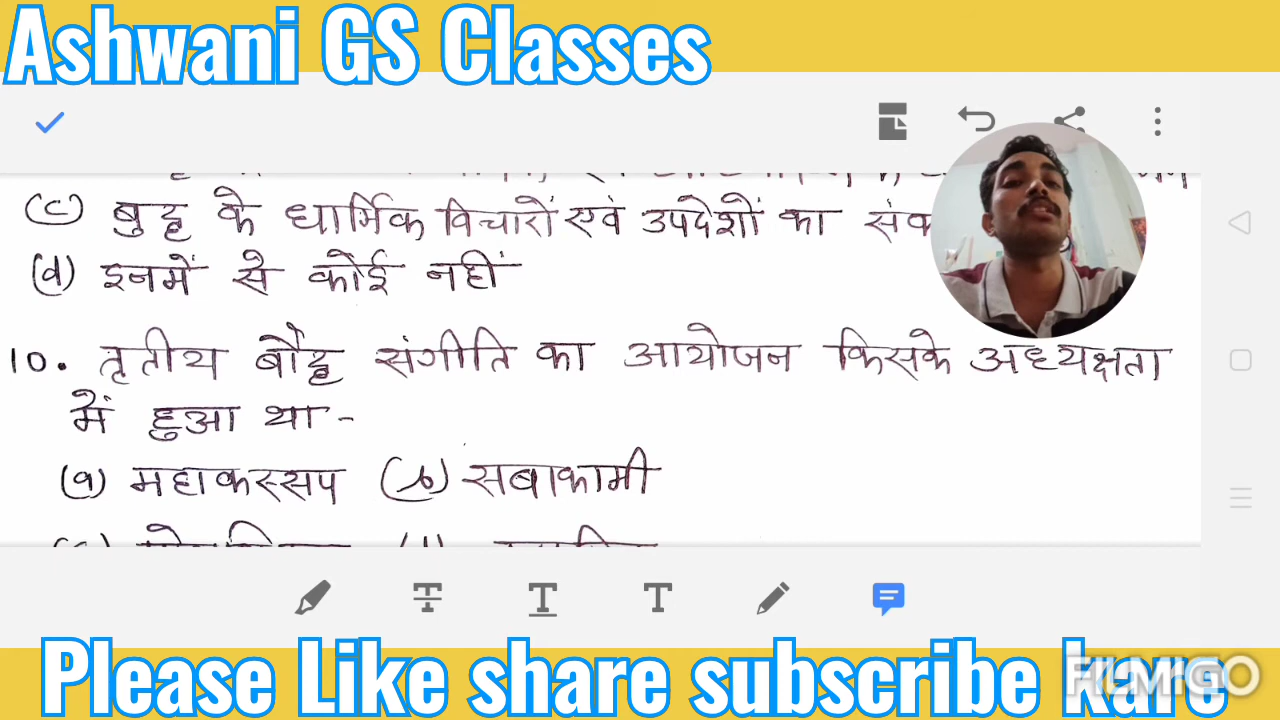 Ashwani GS Classes
(c) बुद्ध के धार्मिक विचारों एवं उपदेशों का
(d) इनमें से कोई नहीं
10. तृतीय बौद्ध संगीति का आयोजन किसके अध्यक्षता
में हुआ था -
(a) महाकस्सप (b) सबाकामी
T T T
Please Like share subscribe kare
FILMiGO